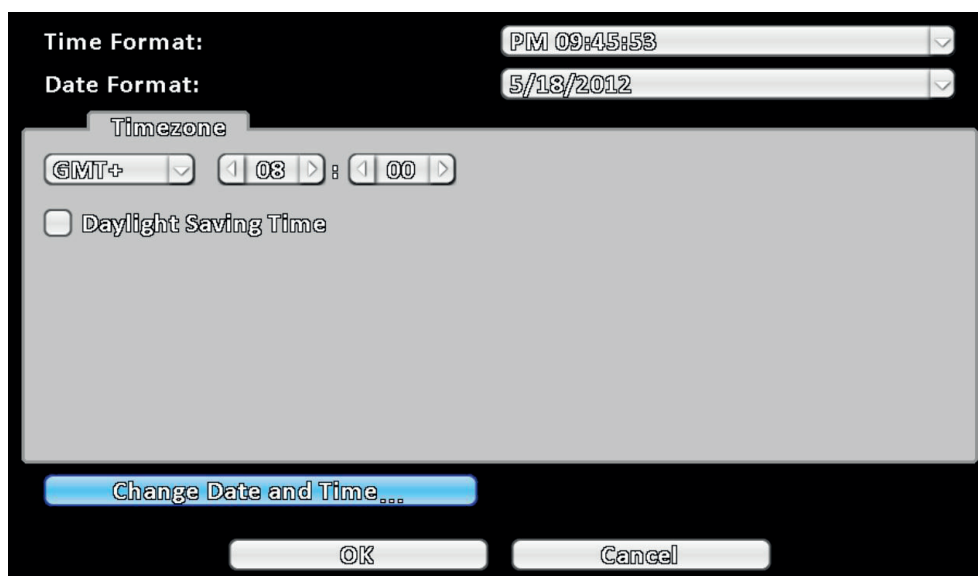 Time Format: PM 09:45:53
Date Format: 5/18/2012
Timezone
GMT+ 08 : 00
Daylight Saving Time
Change Date and Time...
OK Cancel